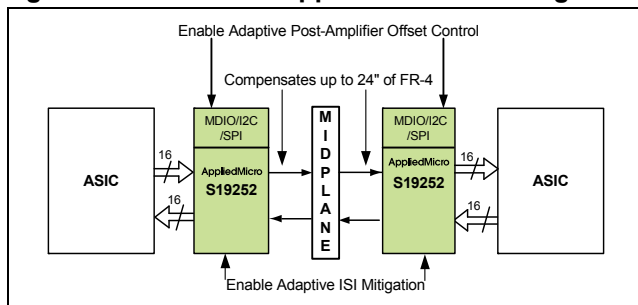 Enable Adaptive Post-Amplifier Offset Control
Compensates up to 24" of FR-4
MDIO/I2C
/SPI
MIDPLANE
MDIO/I2C
/SPI
ASIC
16
16
AppliedMicro
S19252
AppliedMicro
S19252
16
16
ASIC
Enable Adaptive ISI Mitigation